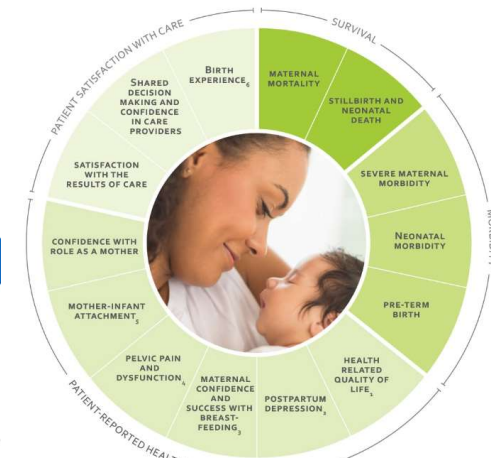 PATIENT SATISFACTION WITH CARE
SURVIVAL
BIRTH
EXPERIENCE6
MATERNAL
MORTALITY
SHARED
DECISION
MAKING AND
CONFIDENCE
IN CARE
PROVIDERS
STILLBIRTH AND
NEONATAL
DEATH
SATISFACTION
WITH THE
RESULTS OF CARE
SEVERE MATERNAL
MORBIDITY
CONFIDENCE WITH
ROLE AS A MOTHER
NEONATAL
MORBIDITY
MOTHER-INFANT
ATTACHMENT5
PRE-TERM
BIRTH
PELVIC PAIN
AND
DYSFUNCTION4
HEALTH
RELATED
QUALITY OF
LIFE1
MATERNAL
CONFIDENCE
AND
SUCCESS WITH
BREAST-
FEEDING3
POSTPARTUM
DEPRESSION2
PATIENT-REPORTED